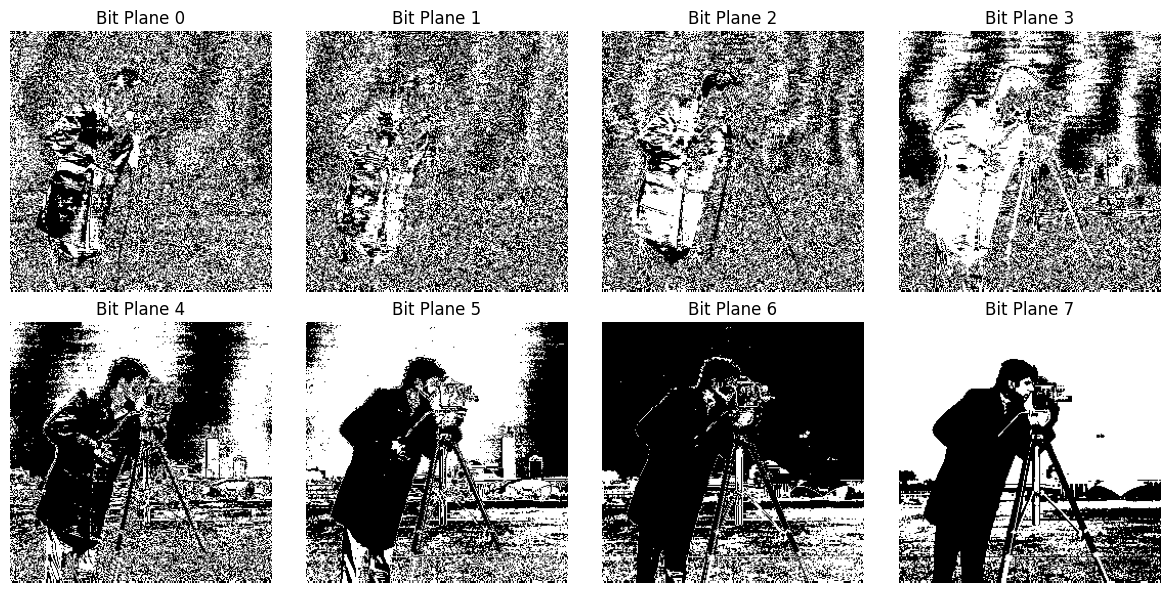 Bit Plane 0
Bit Plane 1
Bit Plane 2
Bit Plane 3
Bit Plane 4
Bit Plane 5
Bit Plane 6
Bit Plane 7